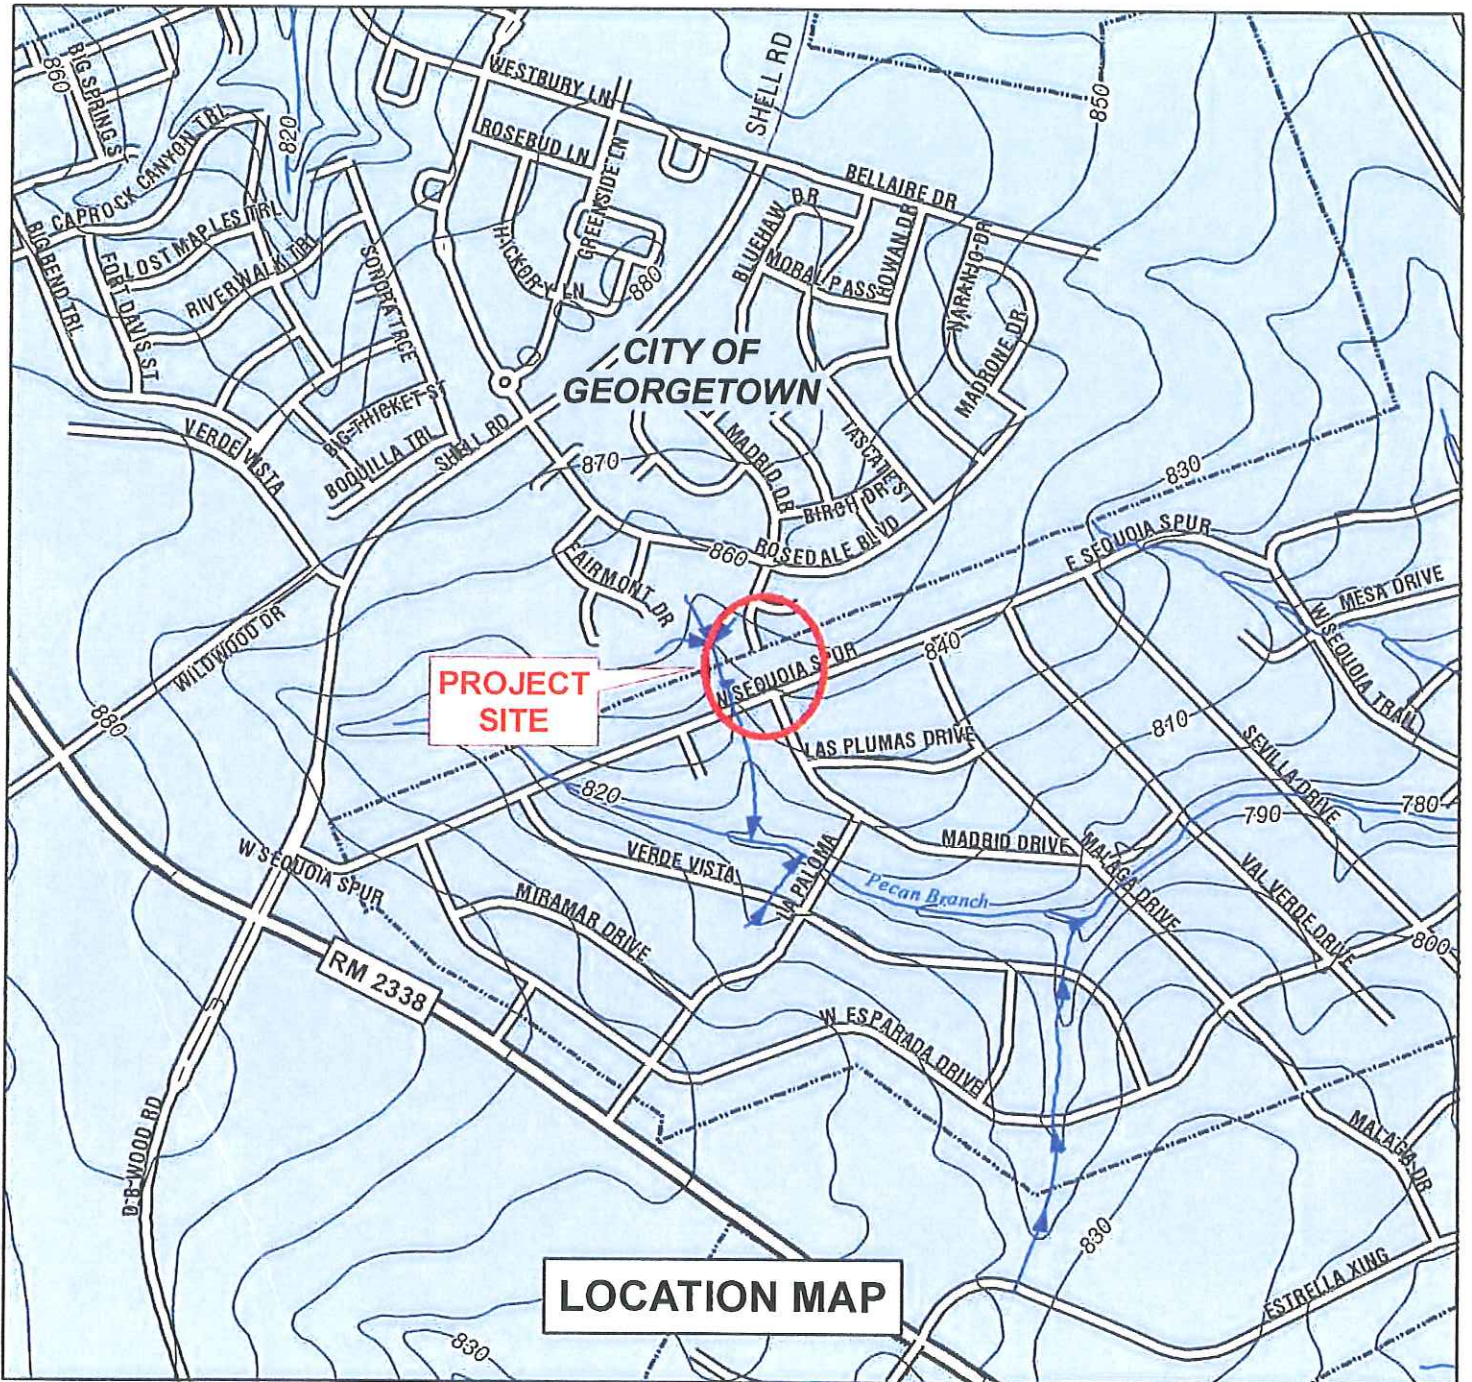 BIG SPRING ST
860
CAPROCK CANYON TRL
820
WESTBURY LN
ROSEBUD LN
GREENSIDE LN
HICKORY LN
880
SHELL RD
850
BELLAIRE DR
BLUEHAW DR
MORAL PASS
ROWAN DR
NARANJO DR
MADRONE DR
BIG BEND TRL
FORT DAVIS ST
LOST MAPLES TRL
RIVERWALK TRL
SONORA TRCE
CITY OF
GEORGETOWN
BIG THICKET ST
BOQUILLA TRL
SHELL RD
VERDE VISTA
870
MADRID DR
TASCATE ST
BIRCH DR
ROSEDALE BLVD
860
FAIRMONT DR
830
E SEQUOIA SPUR
MESA DRIVE
W SEQUOIA TRAIL
WILDWOOD DR
880
PROJECT
SITE
N SEQUOIA SPUR
840
LAS PLUMAS DRIVE
810
SEVILLA DRIVE
820
790
780
W SEQUOIA SPUR
VERDE VISTA
LA PALOMA
MADRID DRIVE
MALAGA DRIVE
VAL VERDE DRIVE
Pecan Branch
MIRAMAR DRIVE
800
RM 2338
W ESPARADA DRIVE
D B WOOD RD
MALAGA DR
830
ESTRELLA XING
LOCATION MAP
830